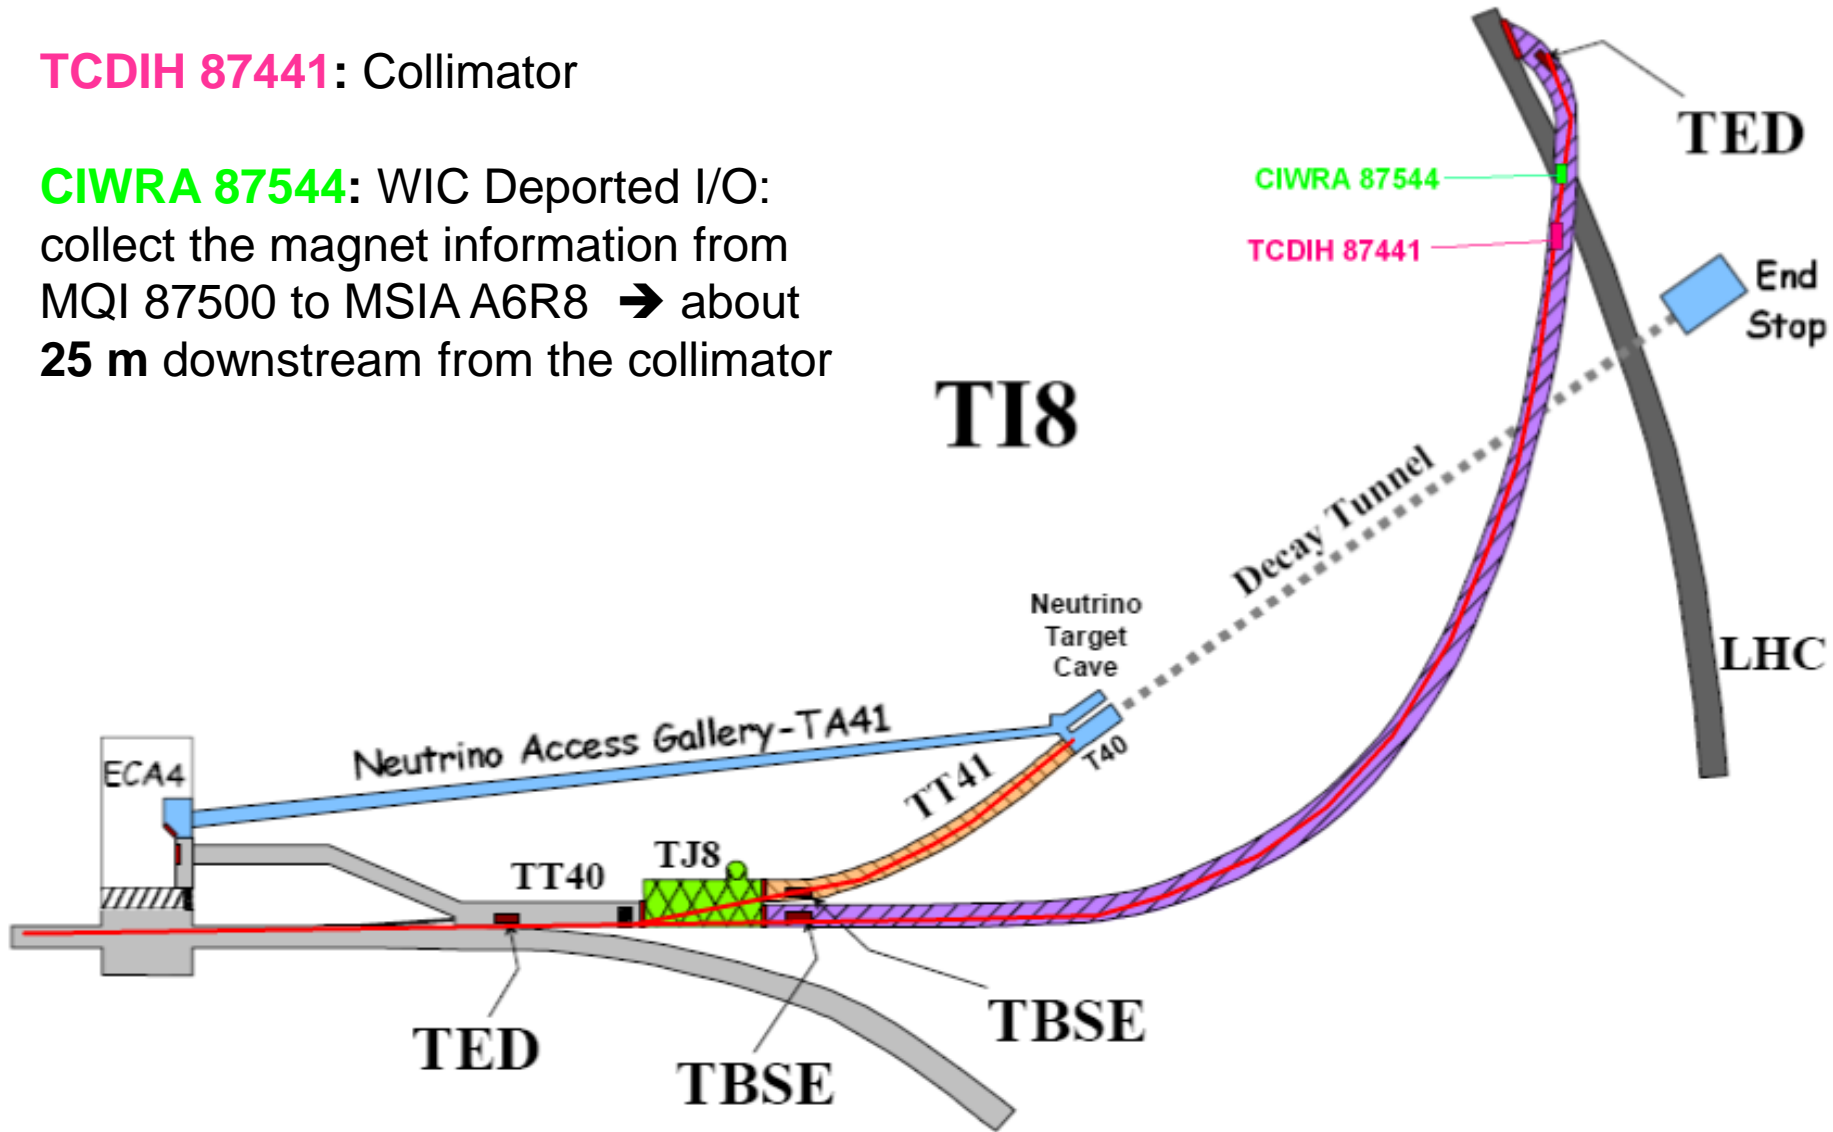 TCDIH 87441: Collimator
CIWRA 87544: WIC Deported I/O:
collect the magnet information from
MQI 87500 to MSIA A6R8 ➔ about
25 m downstream from the collimator
TI8
TED
CIWRA 87544
TCDIH 87441
End
Stop
Decay Tunnel
Neutrino
Target
Cave
LHC
Neutrino Access Gallery-TA41
T40
TT41
ECA4
TJ8
TT40
TBSE
TED
TBSE